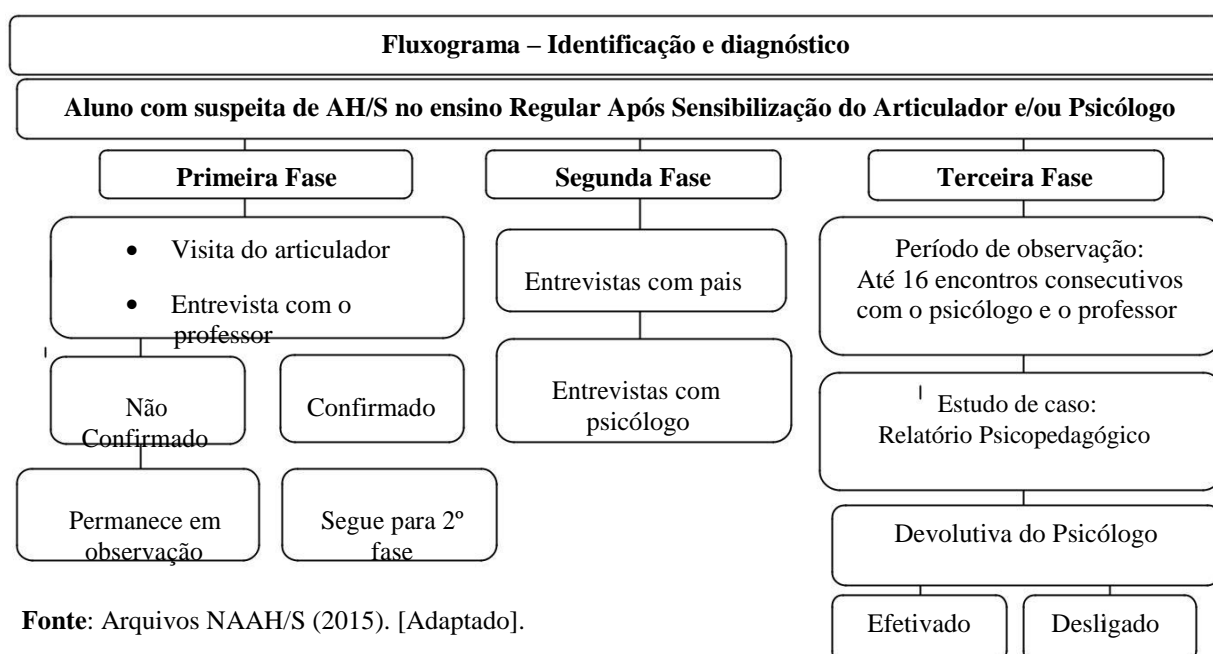 Fluxograma – Identificação e diagnóstico
Aluno com suspeita de AH/S no ensino Regular Após Sensibilização do Articulador e/ou Psicólogo
Primeira Fase
• Visita do articulador
• Entrevista com o
professor
Não
Confirmado
Confirmado
Permanece em
observação
Segue para 2º
fase
Segunda Fase
Entrevistas com pais
Entrevistas com
psicólogo
Terceira Fase
Período de observação:
Até 16 encontros consecutivos
com o psicólogo e o professor
Estudo de caso:
Relatório Psicopedagógico
Devolutiva do Psicólogo
Efetivado
Desligado
Fonte: Arquivos NAAH/S (2015). [Adaptado].